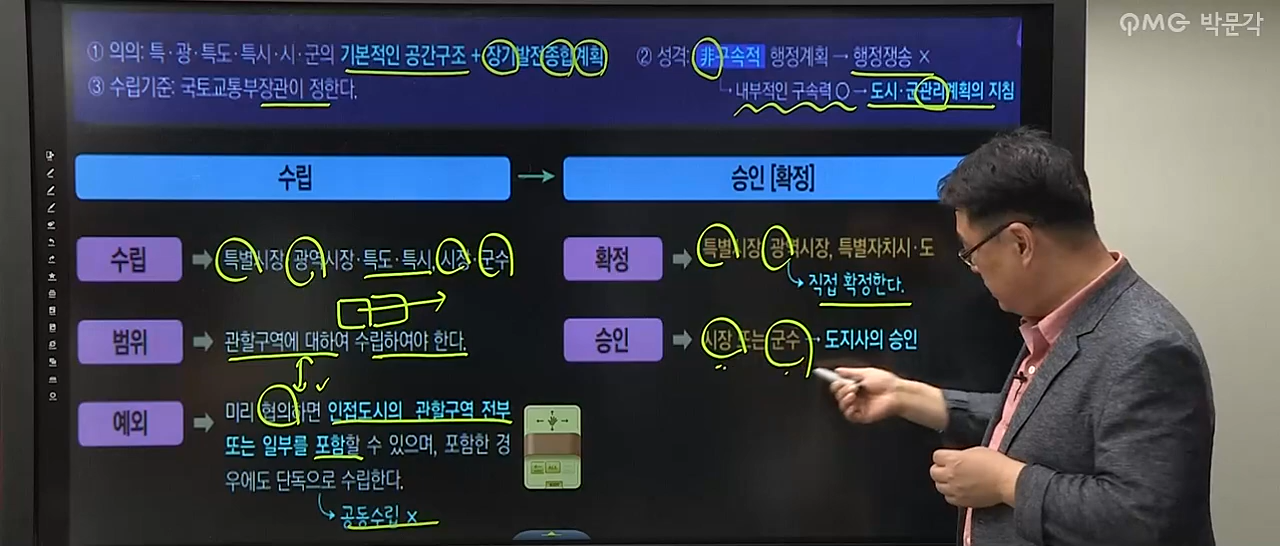 QMG 박문각
① 의의: 특·광·특도·특시·시·군의 기본적인 공간구조 + 장기발전종합계획
② 성격: 非구속적 행정계획 → 행정쟁송 ×
③ 수립기준: 국토교통부장관이 정한다.
내부적인 구속력 ○ → 도시·군관리계획의 지침
수립 → 승인 [확정]
수립 → 특별시장·광역시장·특도·특시, 시장·군수
확정 → 특별시장·광역시장, 특별자치시·도
직접 확정한다.
범위 → 관할구역에 대하여 수립하여야 한다.
승인 → 시장 또는 군수 → 도지사의 승인
예외 → 미리 협의하면 인접도시의 관할구역 전부
또는 일부를 포함할 수 있으며, 포함한 경
우에도 단독으로 수립한다.
공동수립 ×